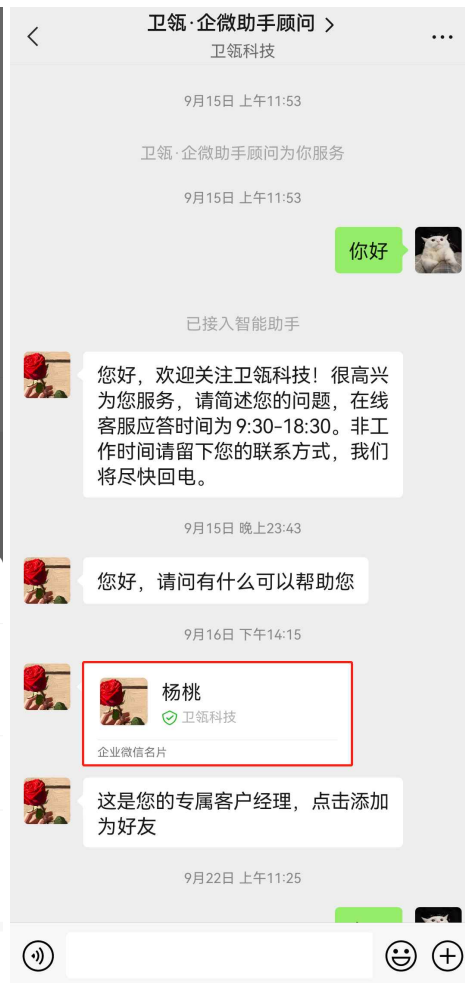 卫瓴·企微助手顾问
卫瓴科技
9月15日 上午11:53
卫瓴·企微助手顾问为你服务
9月15日 上午11:53
你好
已接入智能助手
您好，欢迎关注卫瓴科技！很高兴
为您服务，请简述您的问题，在线
客服应答时间为9:30-18:30。非工
作时间请留下您的联系方式，我们
将尽快回电。
9月15日 晚上23:43
您好，请问有什么可以帮助您
9月16日 下午14:15
杨桃
卫瓴科技
企业微信名片
这是您的专属客户经理，点击添加
为好友
9月22日 上午11:25